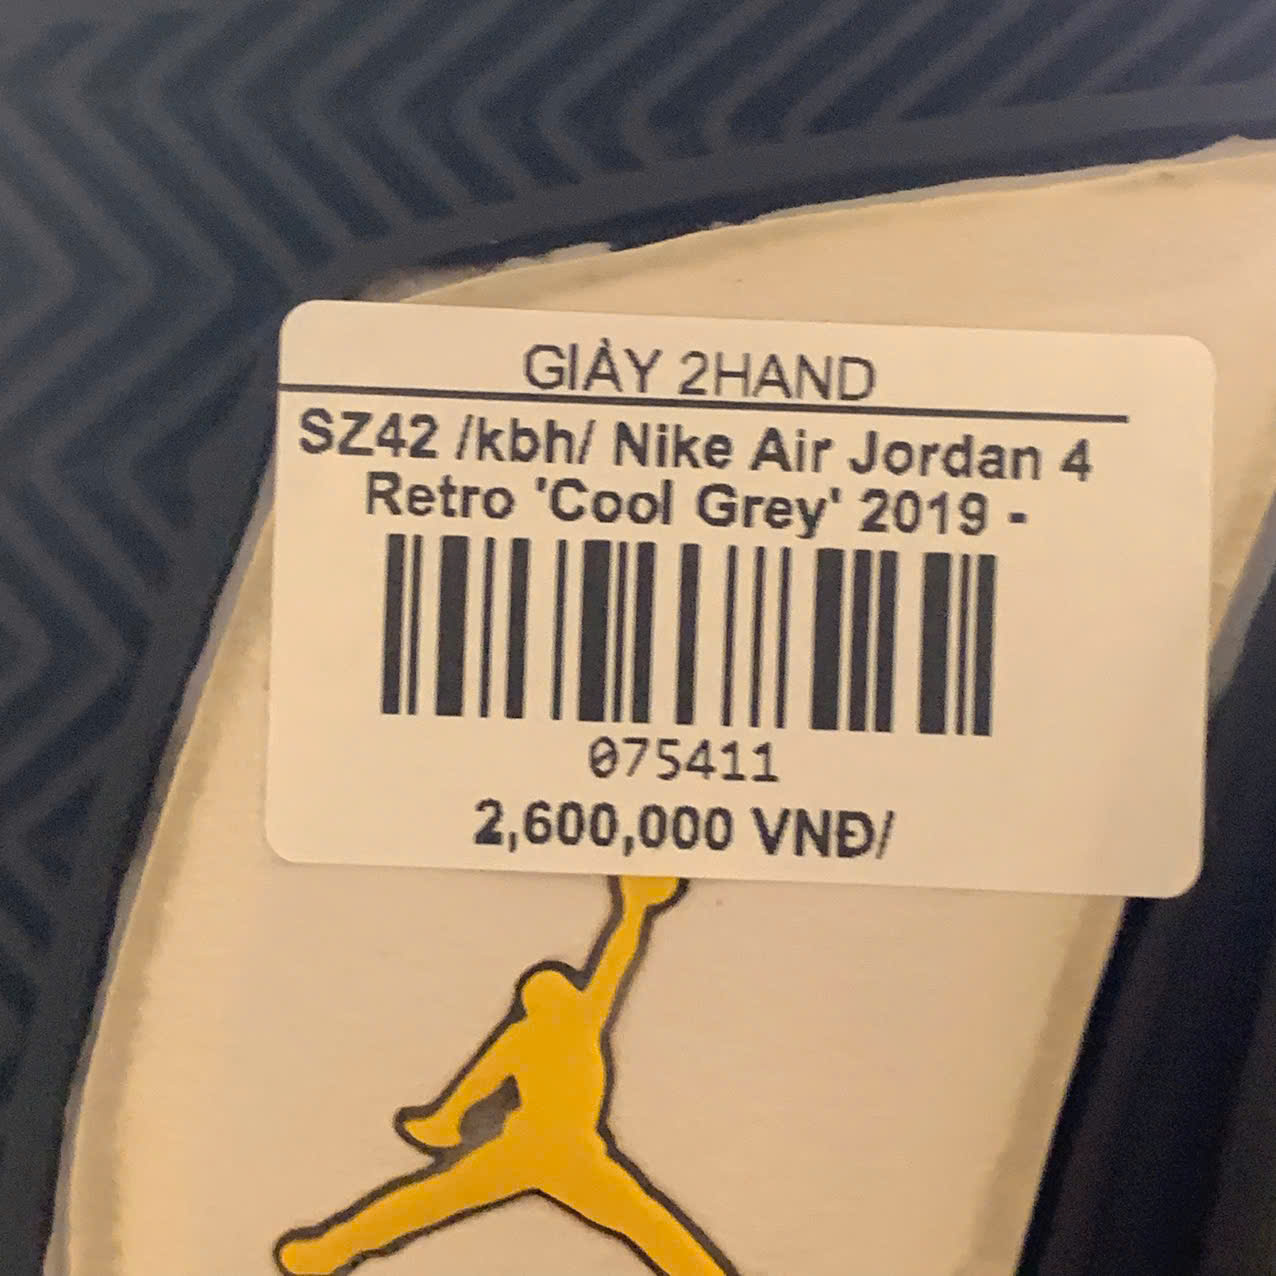 GIÀY 2HAND
SZ42 /kbh/ Nike Air Jordan 4
Retro 'Cool Grey' 2019 -
075411
2,600,000 VNĐ/